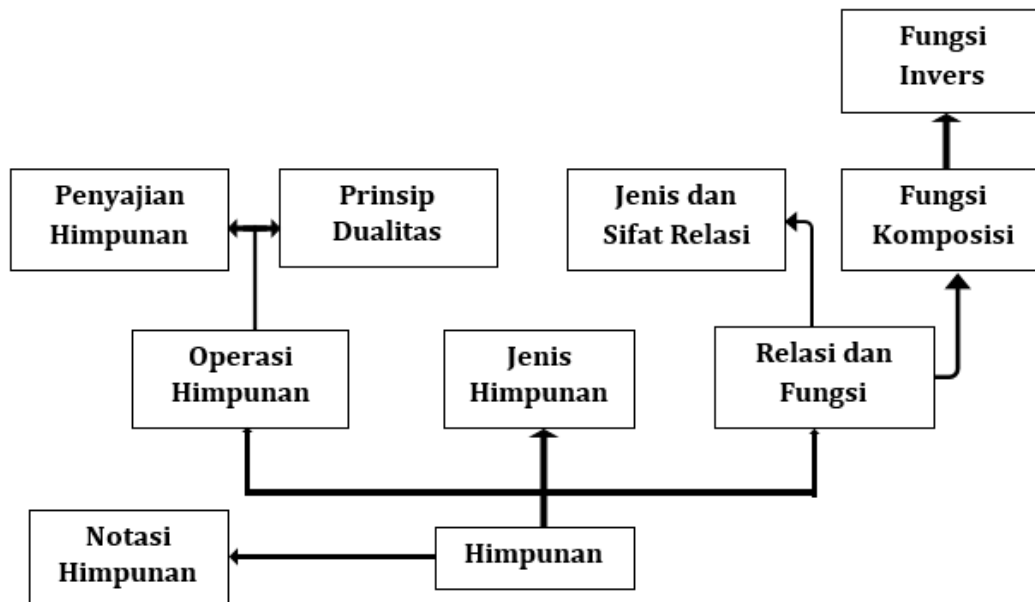 Fungsi
Invers
Penyajian
Himpunan
Prinsip
Dualitas
Jenis dan
Sifat Relasi
Fungsi
Komposisi
Operasi
Himpunan
Jenis
Himpunan
Relasi dan
Fungsi
Notasi
Himpunan
Himpunan